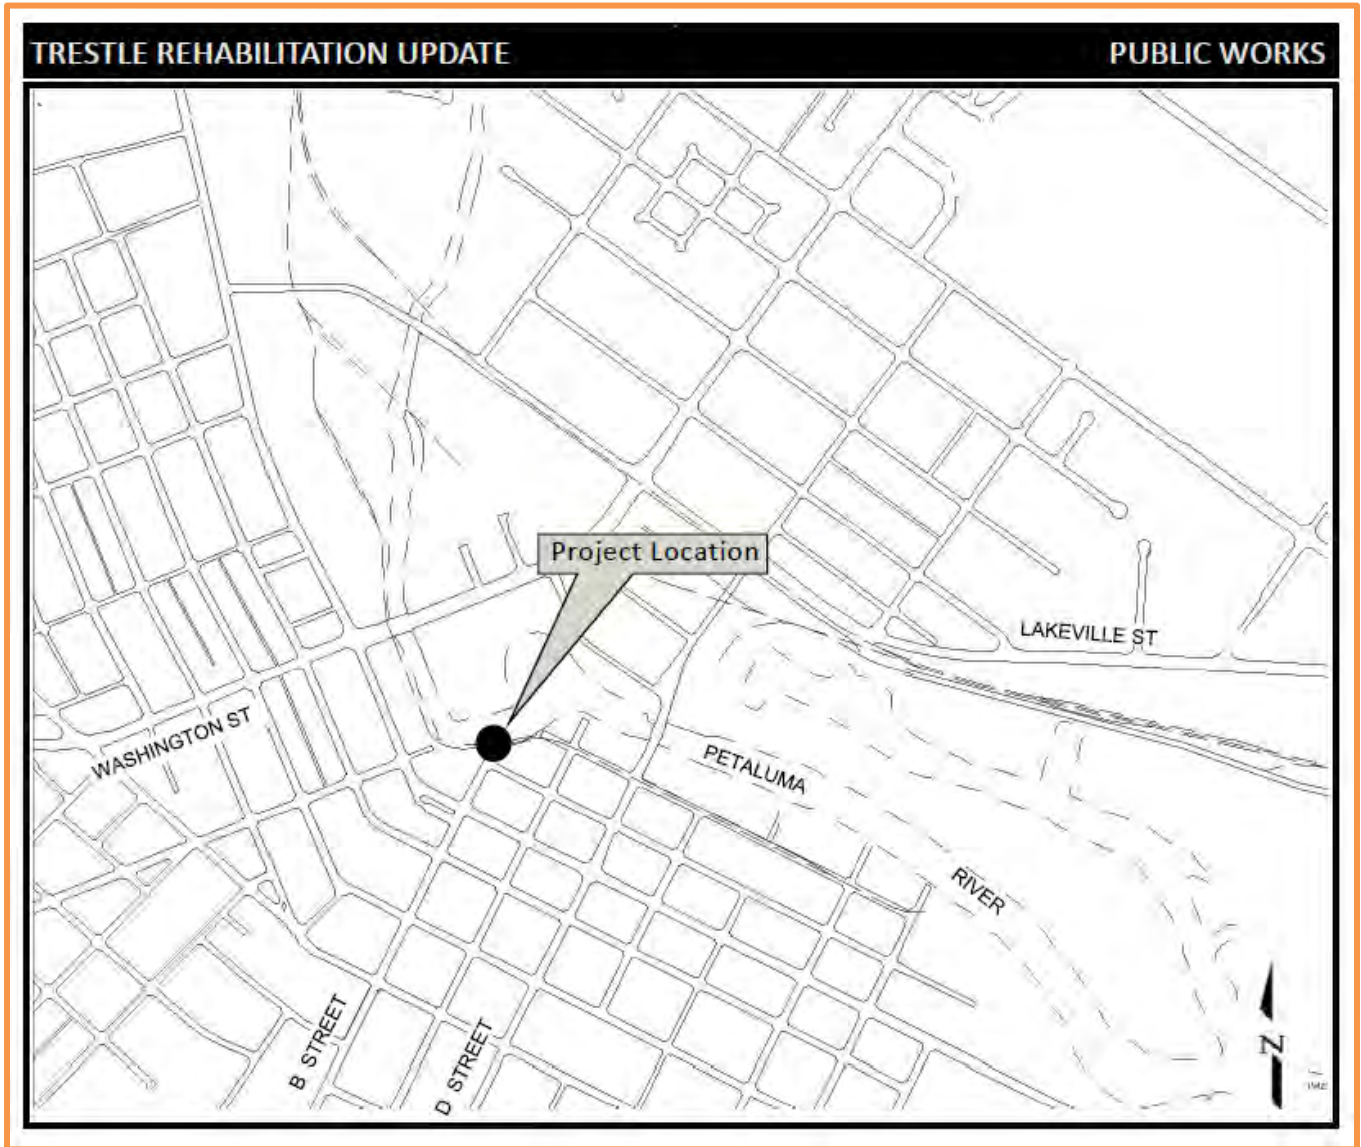 TRESTLE REHABILITATION UPDATE PUBLIC WORKS
Project Location
LAKEVILLE ST
WASHINGTON ST
PETALUMA
RIVER
B STREET
D STREET
N